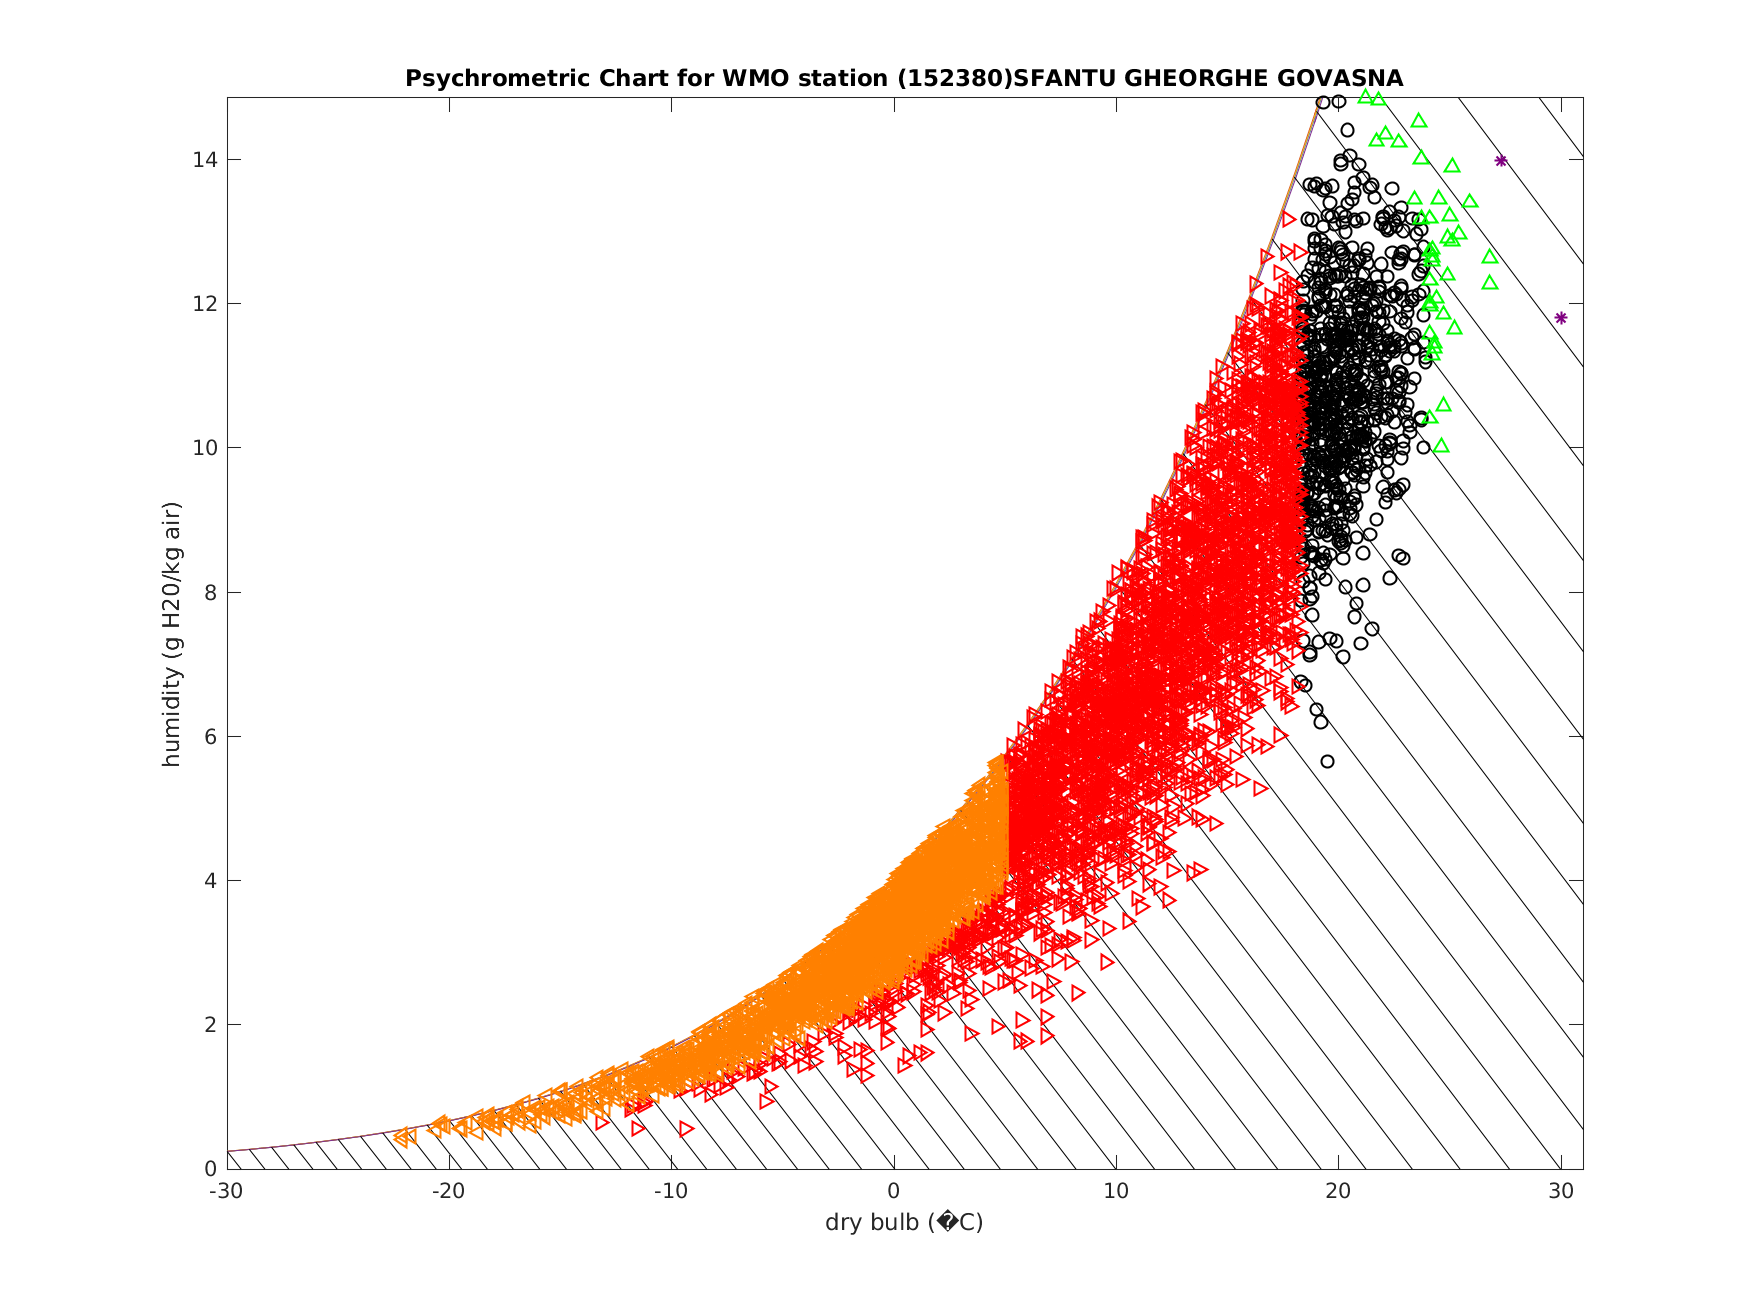 Psychrometric Chart for WMO station (152380)SFANTU GHEORGHE GOVASNA
14
12
10
8
6
4
2
0
humidity (g H20/kg air)
-30 -20 -10 0 10 20 30
dry bulb (�C)